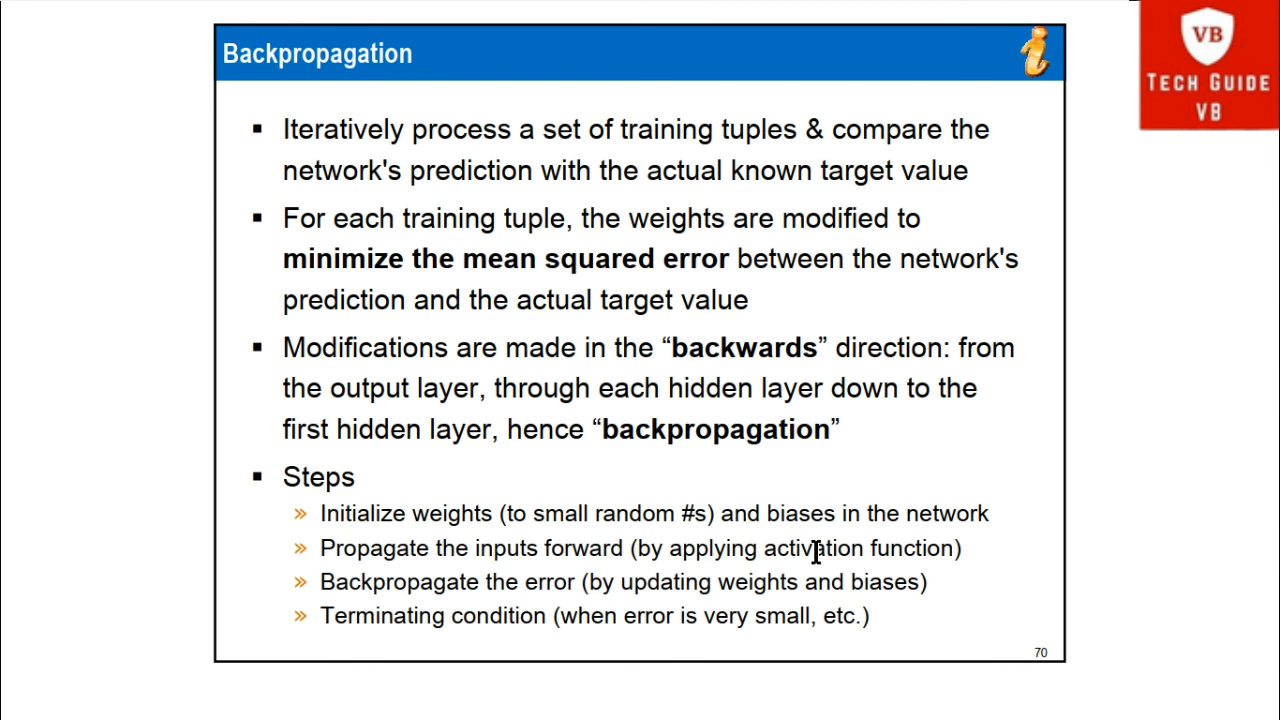 Backpropagation
VB
TECH GUIDE
VB
▪ Iteratively process a set of training tuples & compare the
network's prediction with the actual known target value
▪ For each training tuple, the weights are modified to
minimize the mean squared error between the network's
prediction and the actual target value
▪ Modifications are made in the “backwards” direction: from
the output layer, through each hidden layer down to the
first hidden layer, hence “backpropagation”
▪ Steps
» Initialize weights (to small random #s) and biases in the network
» Propagate the inputs forward (by applying activation function)
» Backpropagate the error (by updating weights and biases)
» Terminating condition (when error is very small, etc.)
70